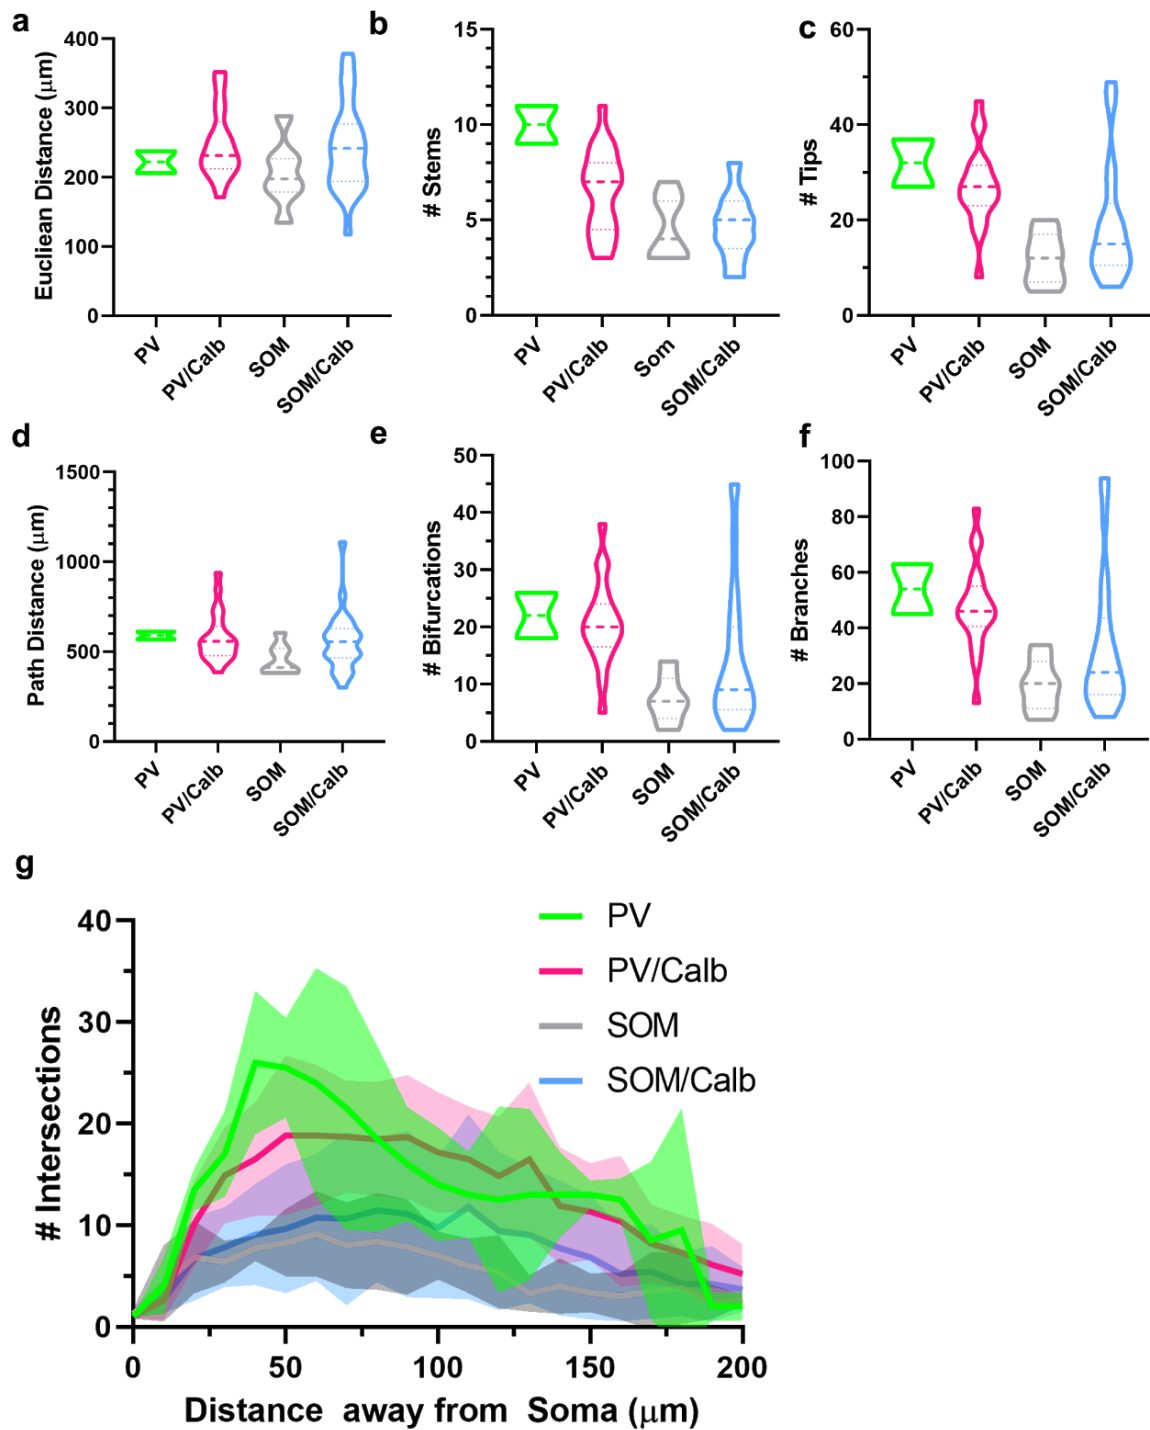 a
Eucliean Distance (μm)
400
300
200
100
0
PV
PV/Calb
SOM
SOM/Calb
b
# Stems
15
10
5
0
PV
PV/Calb
Som
SOM/Calb
c
# Tips
60
40
20
0
PV
PV/Calb
SOM
SOM/Calb
d
Path Distance (μm)
1500
1000
500
0
PV
PV/Calb
SOM
SOM/Calb
e
# Bifurcations
50
40
30
20
10
0
PV
PV/Calb
SOM
SOM/Calb
f
# Branches
100
80
60
40
20
0
PV
PV/Calb
SOM
SOM/Calb
g
# Intersections
40
30
20
10
0
0
50
100
150
200
Distance away from Soma (μm)
PV
PV/Calb
SOM
SOM/Calb